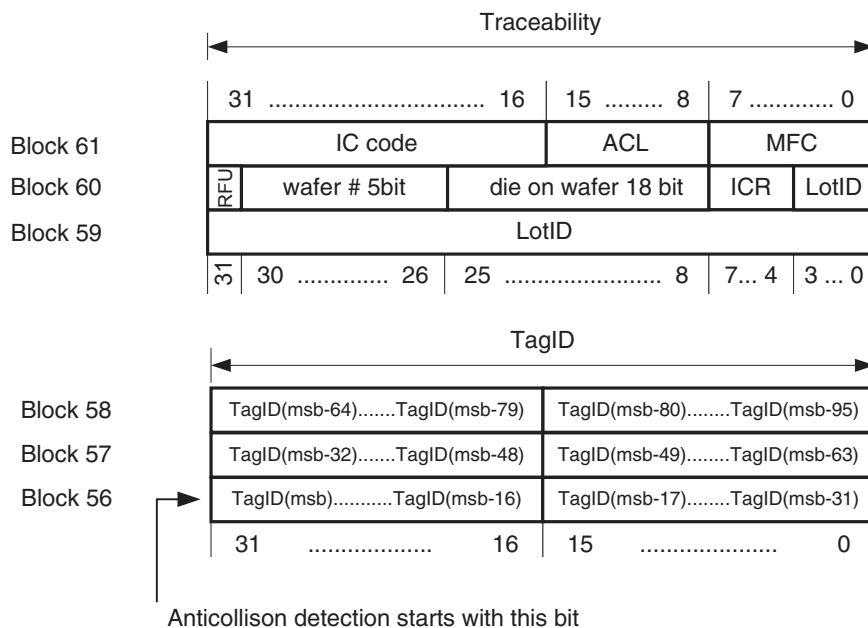 Traceability
31 ....................... 16 15 ......... 8 7 ............. 0
Block 61 IC code ACL MFC
Block 60 RFU wafer # 5bit die on wafer 18 bit ICR LotID
Block 59 LotID
31 30 .............. 26 25 ........................ 8 7... 4 3 ... 0
TagID
Block 58 TagID(msb-64).......TagID(msb-79) TagID(msb-80)........TagID(msb-95)
Block 57 TagID(msb-32).......TagID(msb-48) TagID(msb-49)........TagID(msb-63)
Block 56 TagID(msb)...........TagID(msb-16) TagID(msb-17)........TagID(msb-31)
31 ................... 16 15 ..................... 0
Anticollison detection starts with this bit